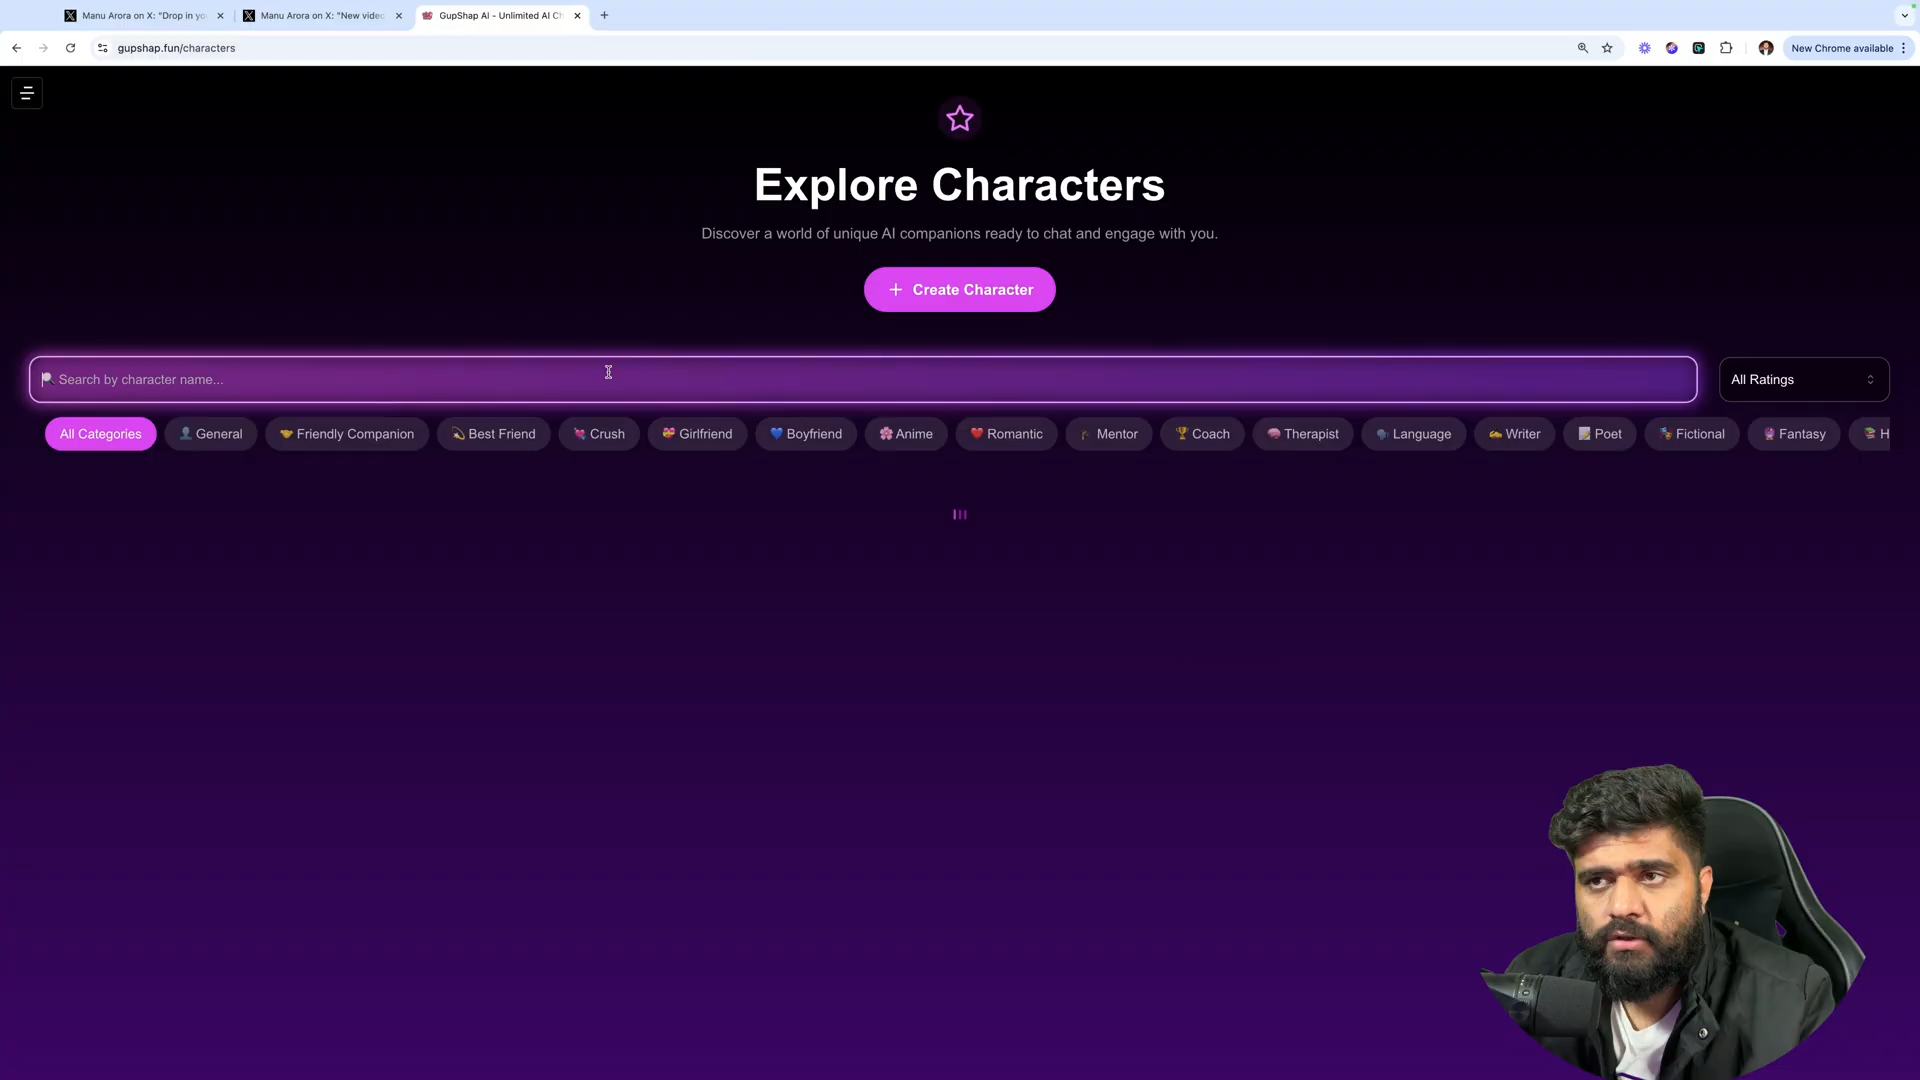 Manu Arora on X: "Drop in yo
Manu Arora on X: "New video
GupShap AI - Unlimited AI Ch
gupshap.fun/characters
New Chrome available
Explore Characters
Discover a world of unique AI companions ready to chat and engage with you.
+ Create Character
Search by character name...
All Ratings
All Categories
General
Friendly Companion
Best Friend
Crush
Girlfriend
Boyfriend
Anime
Romantic
Mentor
Coach
Therapist
Language
Writer
Poet
Fictional
Fantasy
H